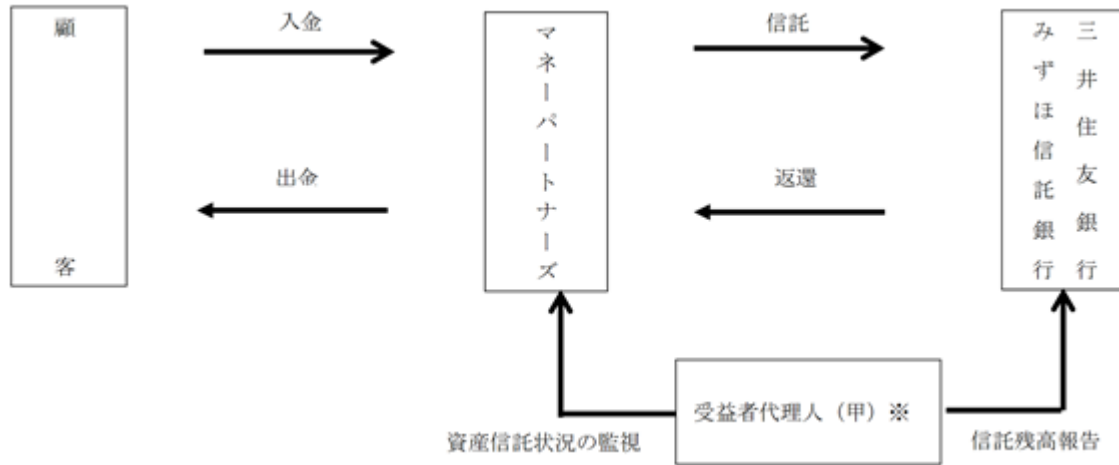 顧客
入金
出金
マネーパートナーズ
信託
返還
三井住友銀行
みずほ信託銀行
受益者代理人（甲）※
資産信託状況の監視
信託残高報告